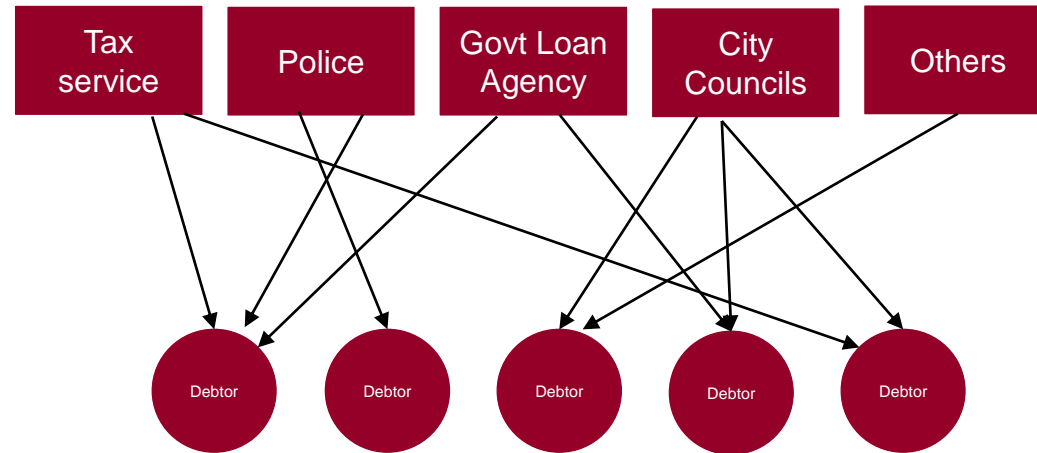 Tax
service
Police
Govt Loan
Agency
City
Councils
Others
Debtor
Debtor
Debtor
Debtor
Debtor